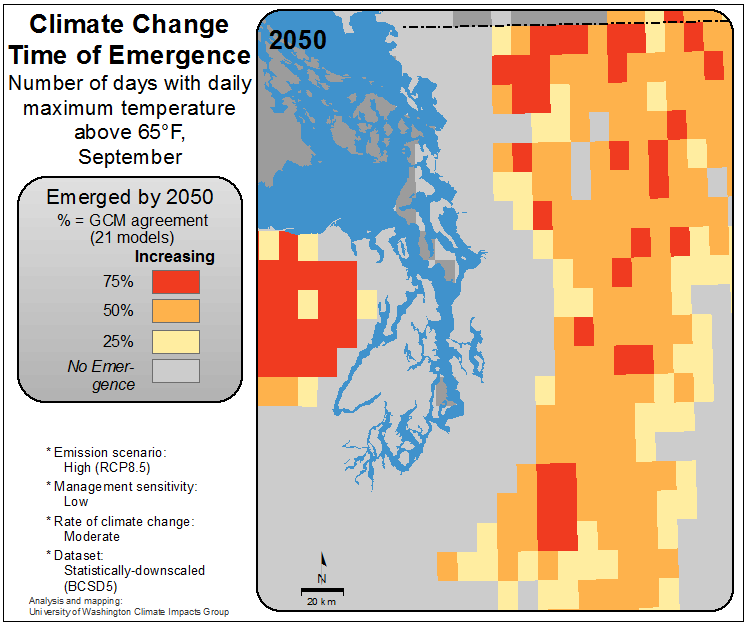 Climate Change
Time of Emergence
Number of days with daily
maximum temperature
above 65°F,
September
Emerged by 2050
% = GCM agreement
(21 models)
Increasing
75%
50%
25%
No Emer-
gence
* Emission scenario:
High (RCP8.5)
* Management sensitivity:
Low
* Rate of climate change:
Moderate
* Dataset:
Statistically-downscaled
(BCSD5)
Analysis and mapping:
University of Washington Climate Impacts Group
2050
N
20 km